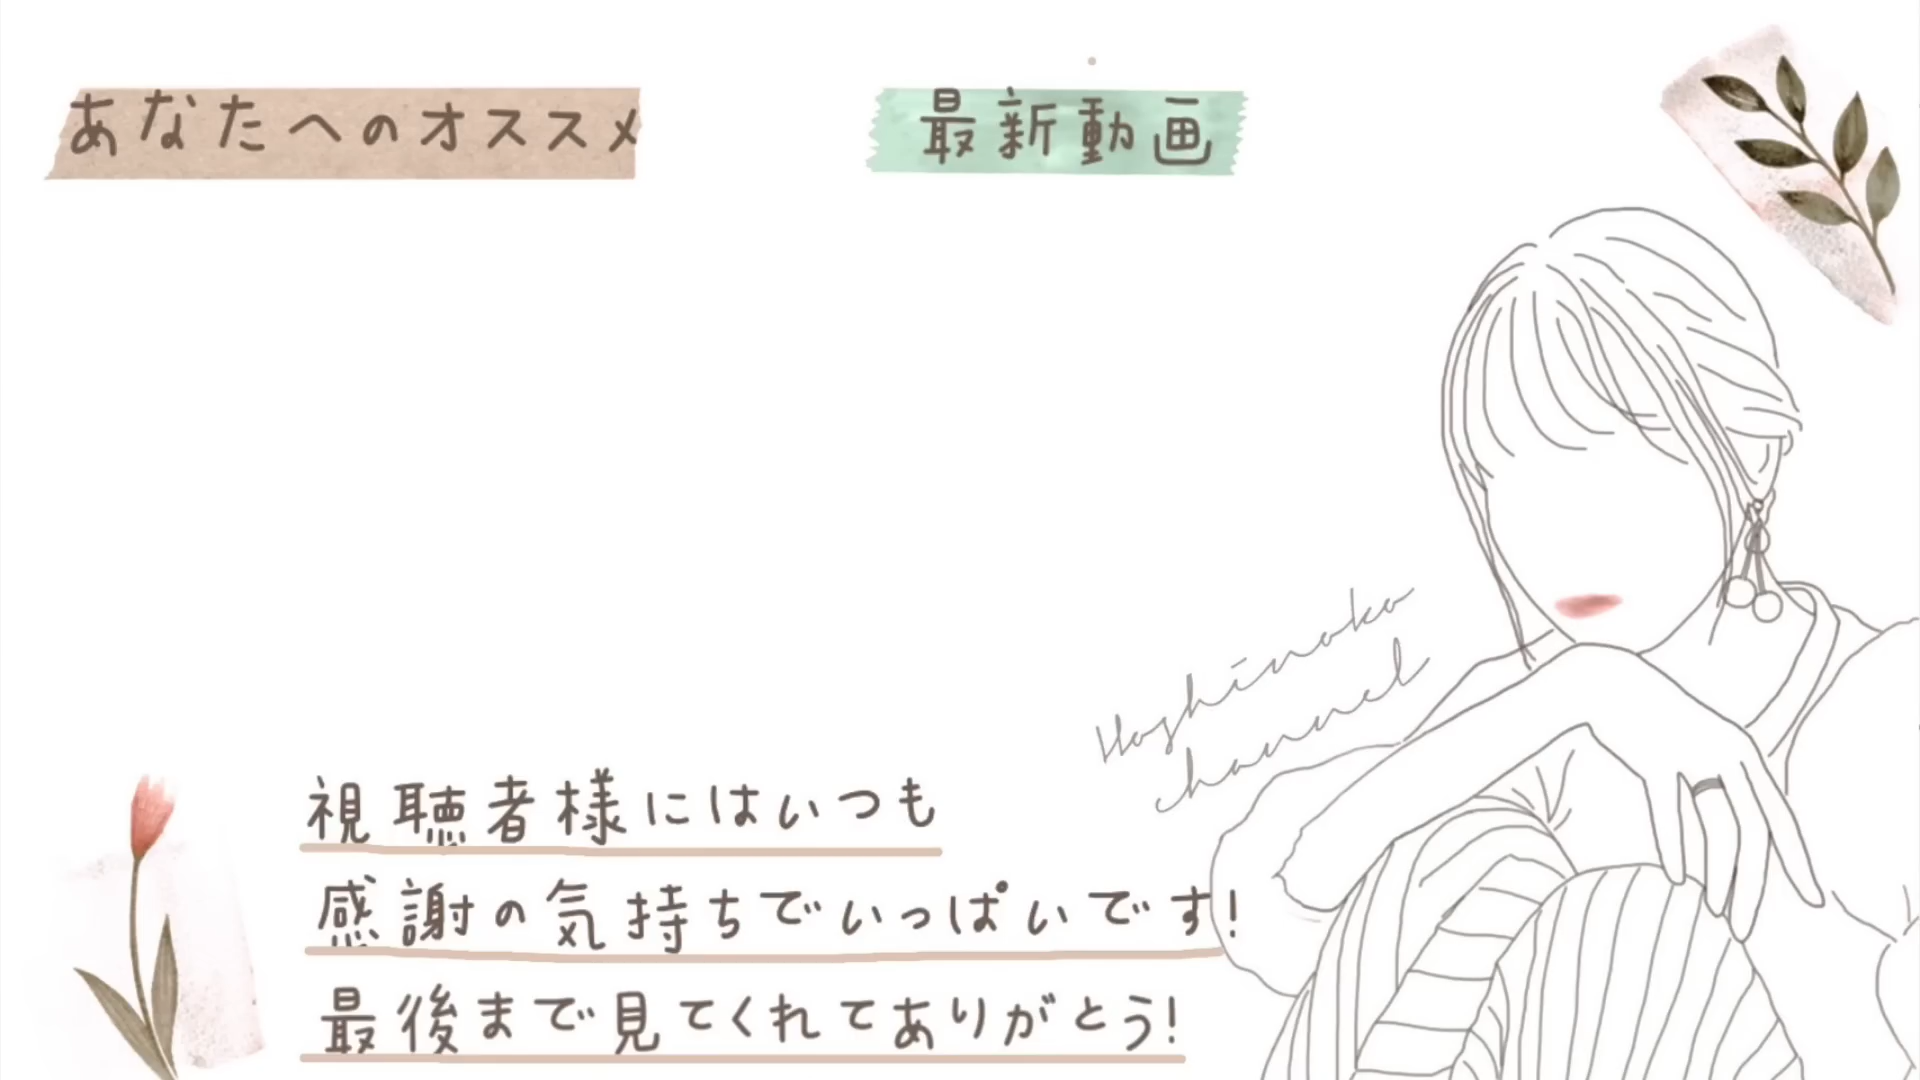 あなたへのオススメ
最新動画
Hoshinoko
channel
視聴者様にはいつも
感謝の気持ちでいっぱいです!
最後まで見てくれてありがとう!